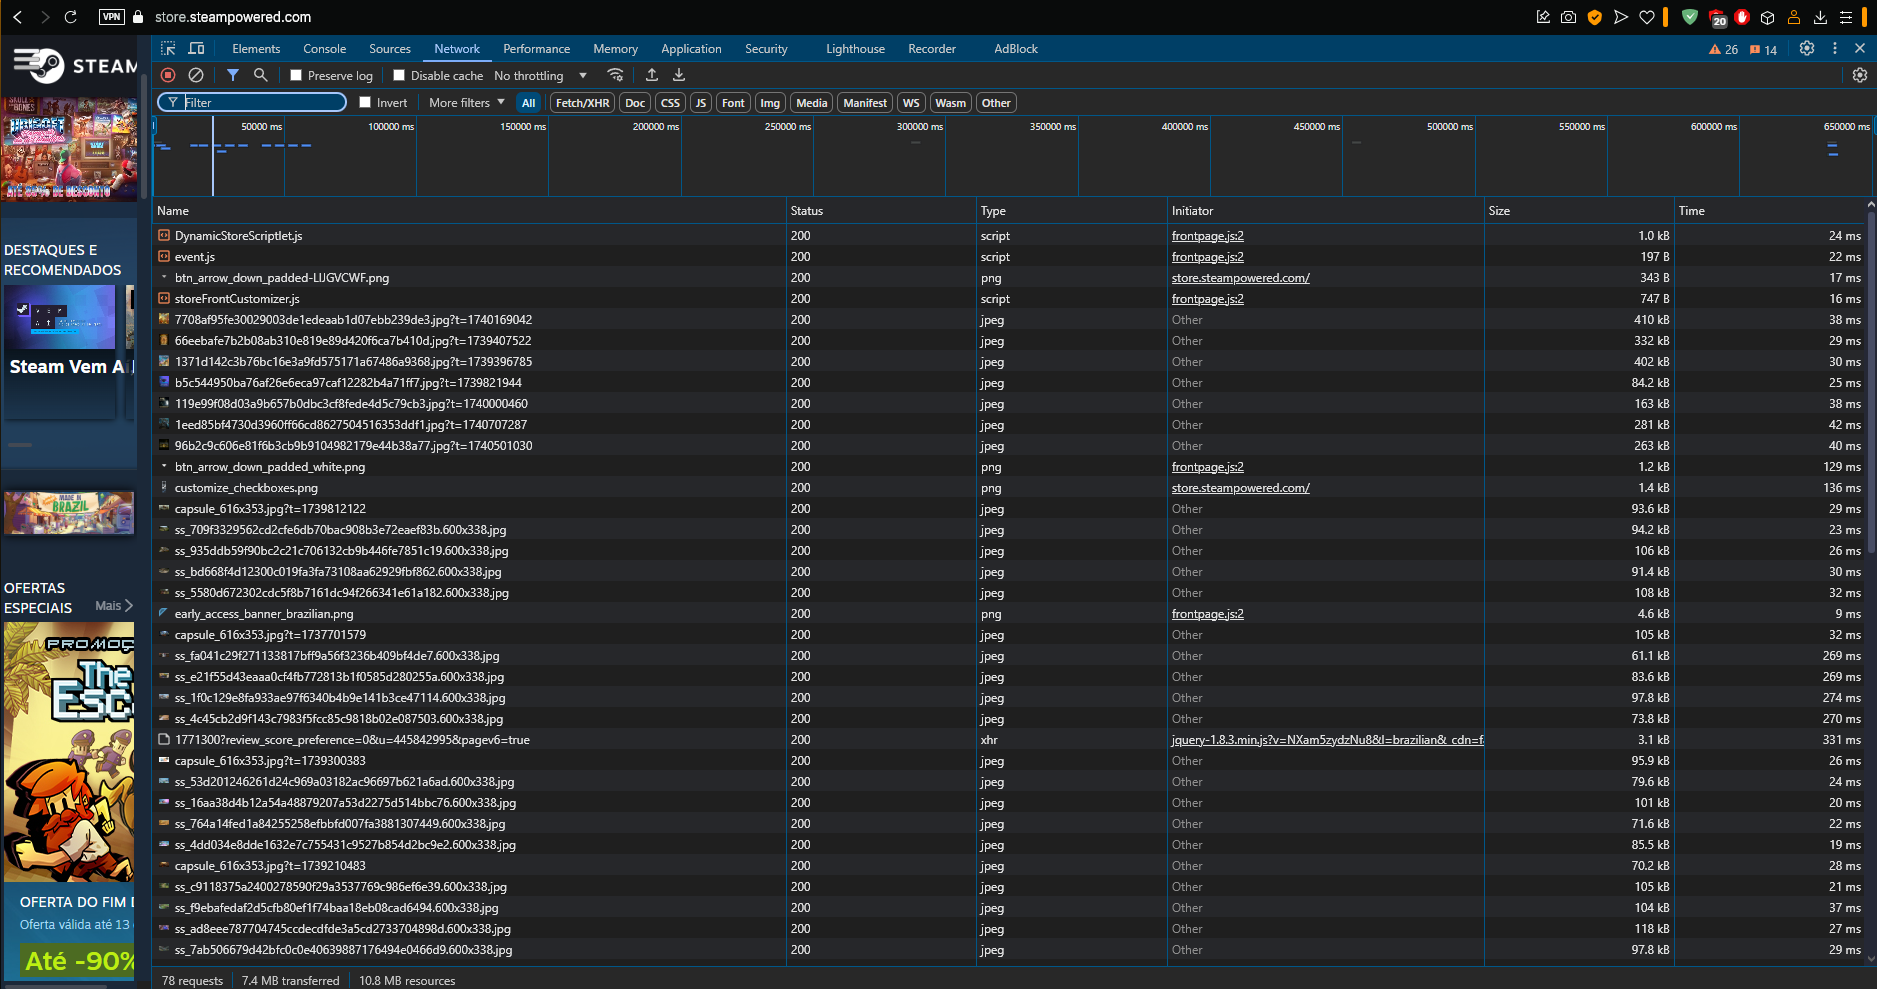 VPN store.steampowered.com 20
Elements Console Sources Network Performance Memory Application Security Lighthouse Recorder AdBlock 26 14
Preserve log Disable cache No throttling
Filter Invert More filters All Fetch/XHR Doc CSS JS Font Img Media Manifest WS Wasm Other
50000 ms 100000 ms 150000 ms 200000 ms 250000 ms 300000 ms 350000 ms 400000 ms 450000 ms 500000 ms 550000 ms 600000 ms 650000 ms
Name Status Type Initiator Size Time
DynamicStoreScriptlet.js 200 script frontpage.js:2 1.0 kB 24 ms
event.js 200 script frontpage.js:2 197 B 22 ms
btn_arrow_down_padded-LIJGVCWF.png 200 png store.steampowered.com/ 343 B 17 ms
storeFrontCustomizer.js 200 script frontpage.js:2 747 B 16 ms
7708af95fe30029003de1edeaab1d07ebb239de3.jpg?t=1740169042 200 jpeg Other 410 kB 38 ms
66eebafe7b2b08ab310e819e89d420f6ca7b410d.jpg?t=1739407522 200 jpeg Other 332 kB 29 ms
1371d142c3b76bc16e3a9fd575171a67486a9368.jpg?t=1739396785 200 jpeg Other 402 kB 30 ms
b5c544950ba76af26e6eca97caf12282b4a71ff7.jpg?t=1739821944 200 jpeg Other 84.2 kB 25 ms
119e99f08d03a9b657b0dbc3cf8fede4d5c79cb3.jpg?t=1740000460 200 jpeg Other 163 kB 38 ms
1eed85bf4730d3960ff66cd8627504516353ddf1.jpg?t=1740707287 200 jpeg Other 281 kB 42 ms
96b2c9c606e81f6b3cb9b9104982179e44b38a77.jpg?t=1740501030 200 jpeg Other 263 kB 40 ms
btn_arrow_down_padded_white.png 200 png frontpage.js:2 1.2 kB 129 ms
customize_checkboxes.png 200 png store.steampowered.com/ 1.4 kB 136 ms
capsule_616x353.jpg?t=1739812122 200 jpeg Other 93.6 kB 29 ms
ss_709f3329562cd2cfe6db70bac908b3e72eaef83b.600x338.jpg 200 jpeg Other 94.2 kB 23 ms
ss_935ddb59f90bc2c21c706132cb9b446fe7851c19.600x338.jpg 200 jpeg Other 106 kB 26 ms
ss_bd668f4d12300c019fa3fa73108aa62929fbf862.600x338.jpg 200 jpeg Other 91.4 kB 30 ms
ss_5580d672302cdc5f8b7161dc94f266341e61a182.600x338.jpg 200 jpeg Other 108 kB 32 ms
early_access_banner_brazilian.png 200 png frontpage.js:2 4.6 kB 9 ms
capsule_616x353.jpg?t=1737701579 200 jpeg Other 105 kB 32 ms
ss_fa041c29f271133817bff9a56f3236b409bf4de7.600x338.jpg 200 jpeg Other 61.1 kB 269 ms
ss_e21f55d43eaaa0cf4fb772813b1f0585d280255a.600x338.jpg 200 jpeg Other 83.6 kB 269 ms
ss_1f0c129e8fa933ae97f6340b4b9e141b3ce47114.600x338.jpg 200 jpeg Other 97.8 kB 274 ms
ss_4c45cb2d9f143c7983f5fcc85c9818b02e087503.600x338.jpg 200 jpeg Other 73.8 kB 270 ms
1771300?review_score_preference=0&u=445842995&pagev6=true 200 xhr jquery-1.8.3.min.js?v=NXam5zydzNu8&l=brazilian&_cdn=f 3.1 kB 331 ms
capsule_616x353.jpg?t=1739300383 200 jpeg Other 95.9 kB 26 ms
ss_53d201246261d24c969a03182ac96697b621a6ad.600x338.jpg 200 jpeg Other 79.6 kB 24 ms
ss_16aa38d4b12a54a48879207a53d2275d514bbc76.600x338.jpg 200 jpeg Other 101 kB 20 ms
ss_764a14fed1a84255258efbbfd007fa3881307449.600x338.jpg 200 jpeg Other 71.6 kB 22 ms
ss_4dd034e8dde1632e7c755431c9527b854d2bc9e2.600x338.jpg 200 jpeg Other 85.5 kB 19 ms
capsule_616x353.jpg?t=1739210483 200 jpeg Other 70.2 kB 28 ms
ss_c9118375a2400278590f29a3537769c986ef6e39.600x338.jpg 200 jpeg Other 105 kB 21 ms
ss_f9ebafedaf2d5cfb80ef1f74baa18eb08cad6494.600x338.jpg 200 jpeg Other 104 kB 37 ms
ss_ad8eee787704745ccdecdfde3a5cd2733704898d.600x338.jpg 200 jpeg Other 118 kB 27 ms
ss_7ab506679d42bfc0c0e40639887176494e0466d9.600x338.jpg 200 jpeg Other 97.8 kB 29 ms
78 requests 7.4 MB transferred 10.8 MB resources
STEAM
SKULL
BONES
UBISOFT
DESTAQUES E
RECOMENDADOS
Steam Vem A
MADE IN
BRAZIL
OFERTAS
ESPECIAIS Mais
PROMOÇ
The
Esc
OFERTA DO FIM D
Oferta válida até 13
Até -90%